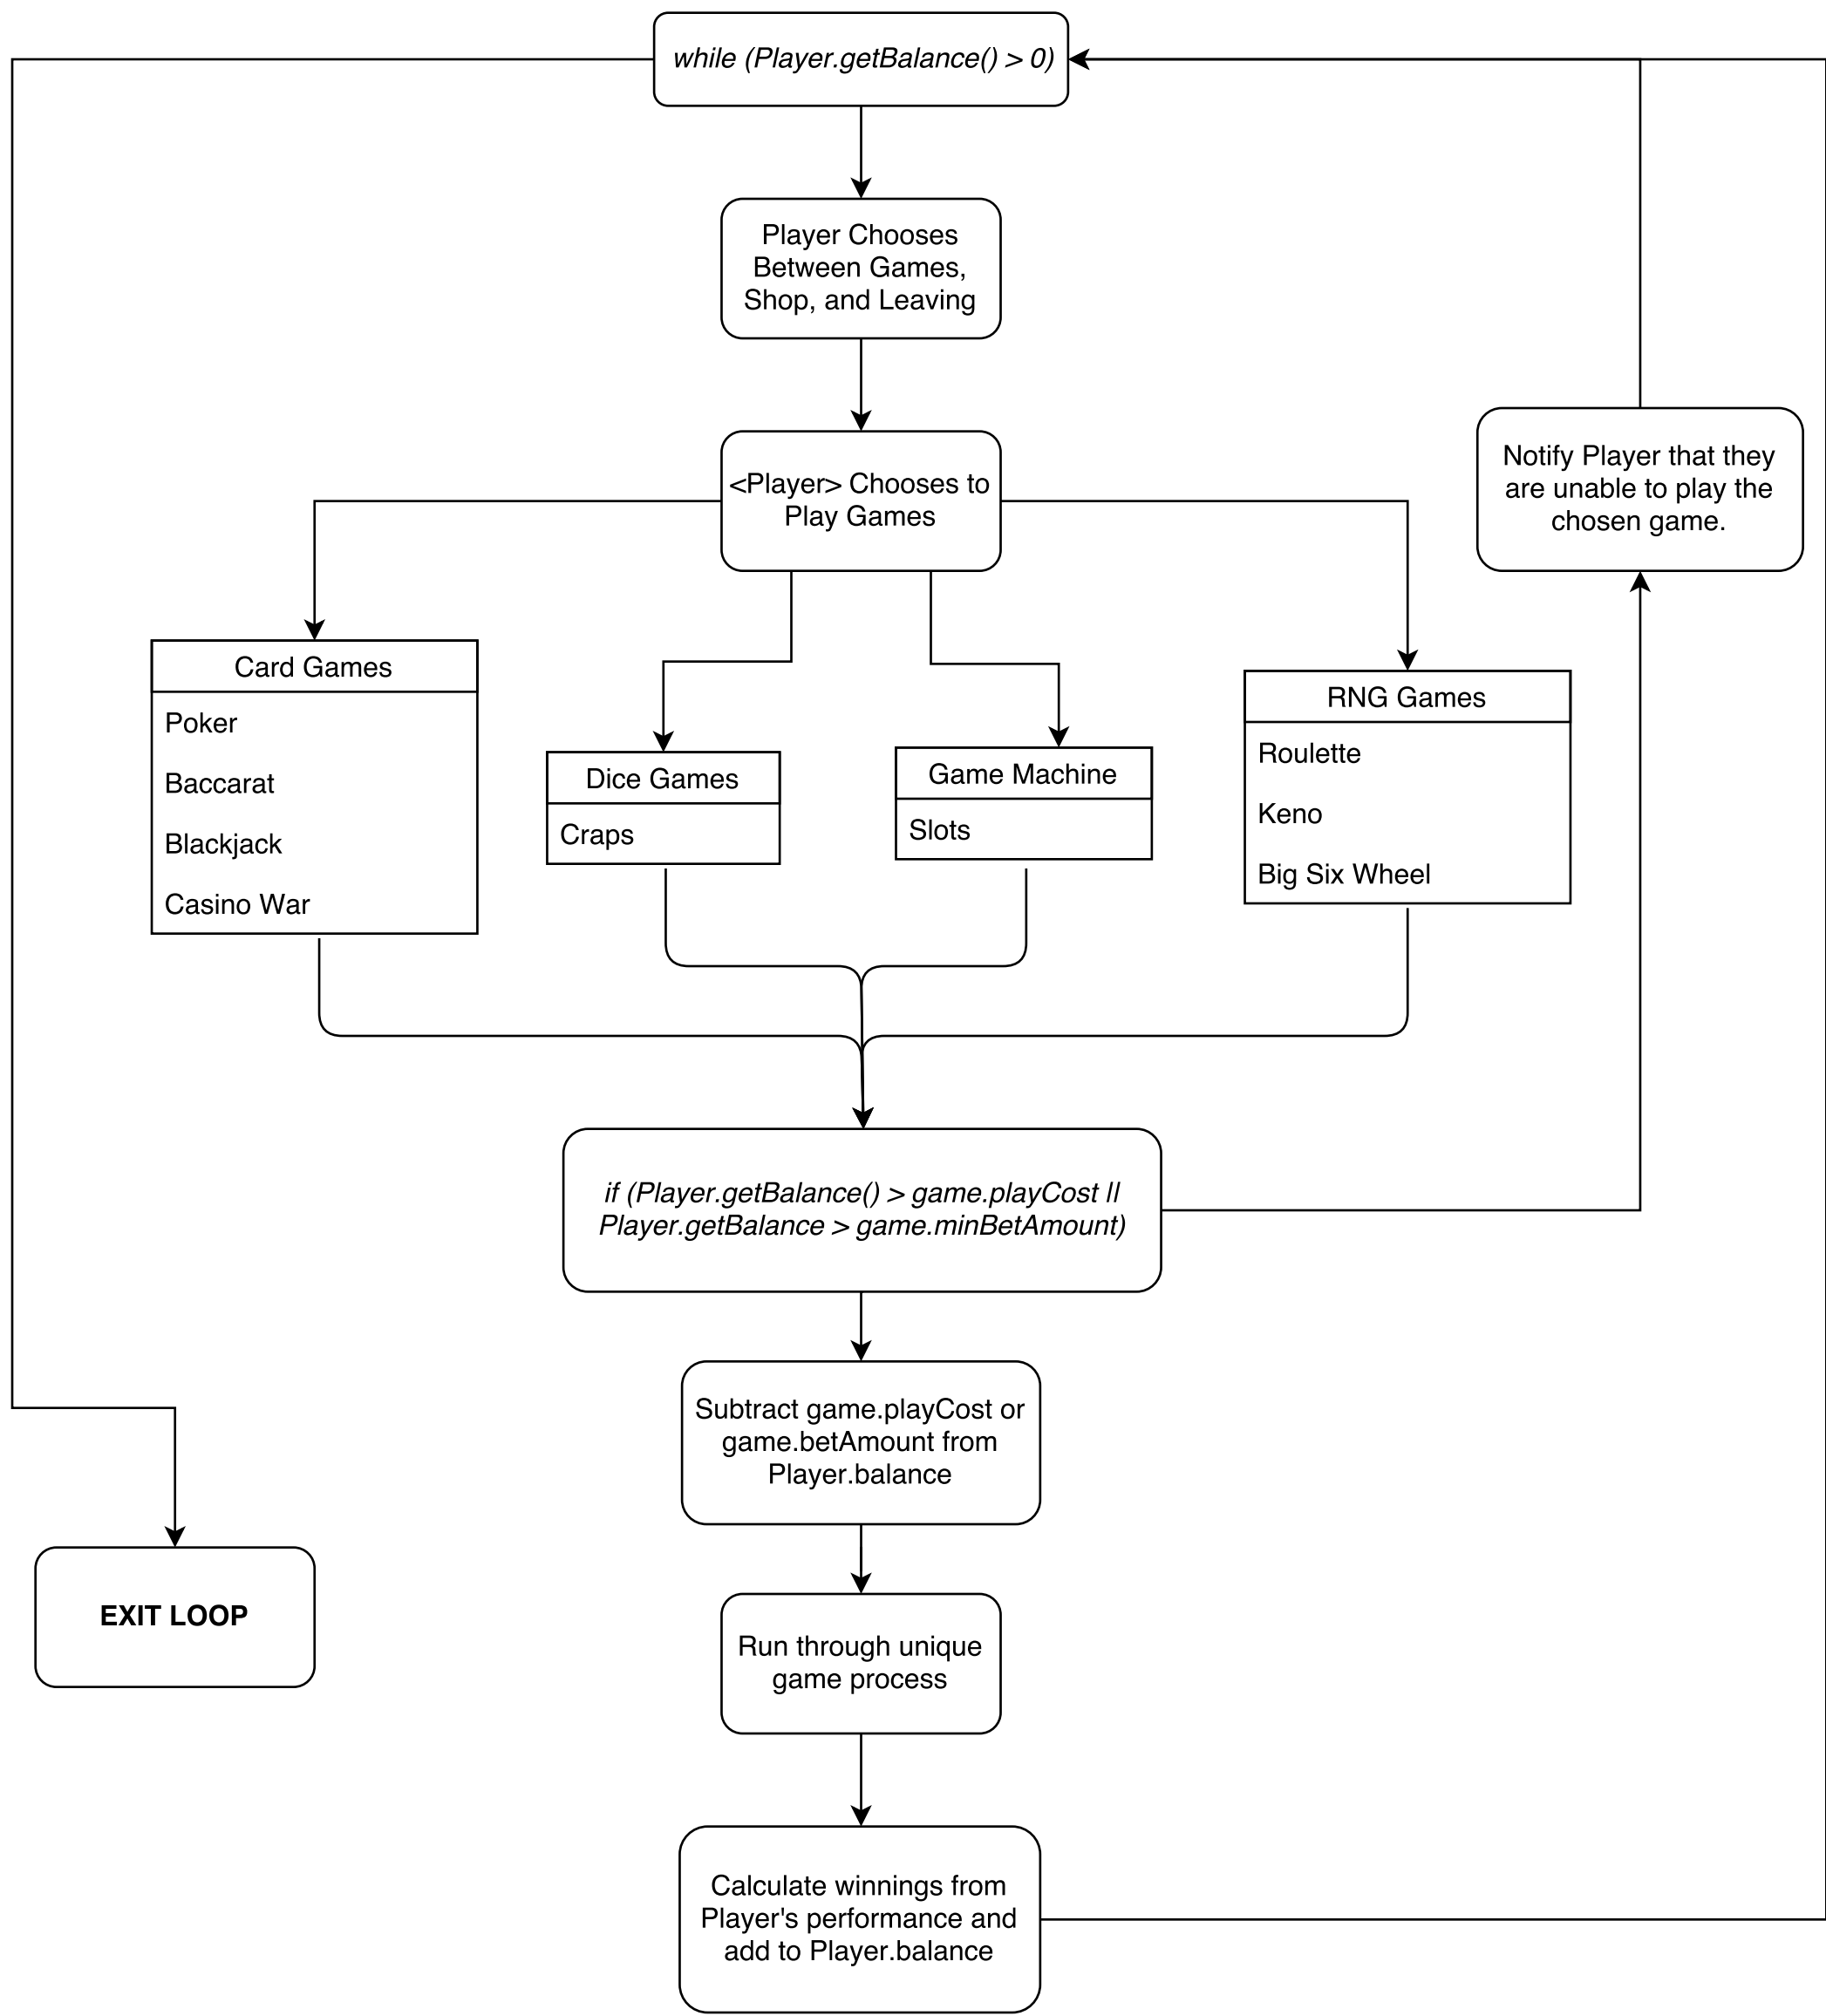 while (Player.getBalance() > 0)
Player Chooses
Between Games,
Shop, and Leaving
<Player> Chooses to
Play Games
Notify Player that they
are unable to play the
chosen game.
Card Games
Poker
Baccarat
Blackjack
Casino War
Dice Games
Craps
Game Machine
Slots
RNG Games
Roulette
Keno
Big Six Wheel
if (Player.getBalance() > game.playCost ||
Player.getBalance > game.minBetAmount)
Subtract game.playCost or
game.betAmount from
Player.balance
EXIT LOOP
Run through unique
game process
Calculate winnings from
Player's performance and
add to Player.balance